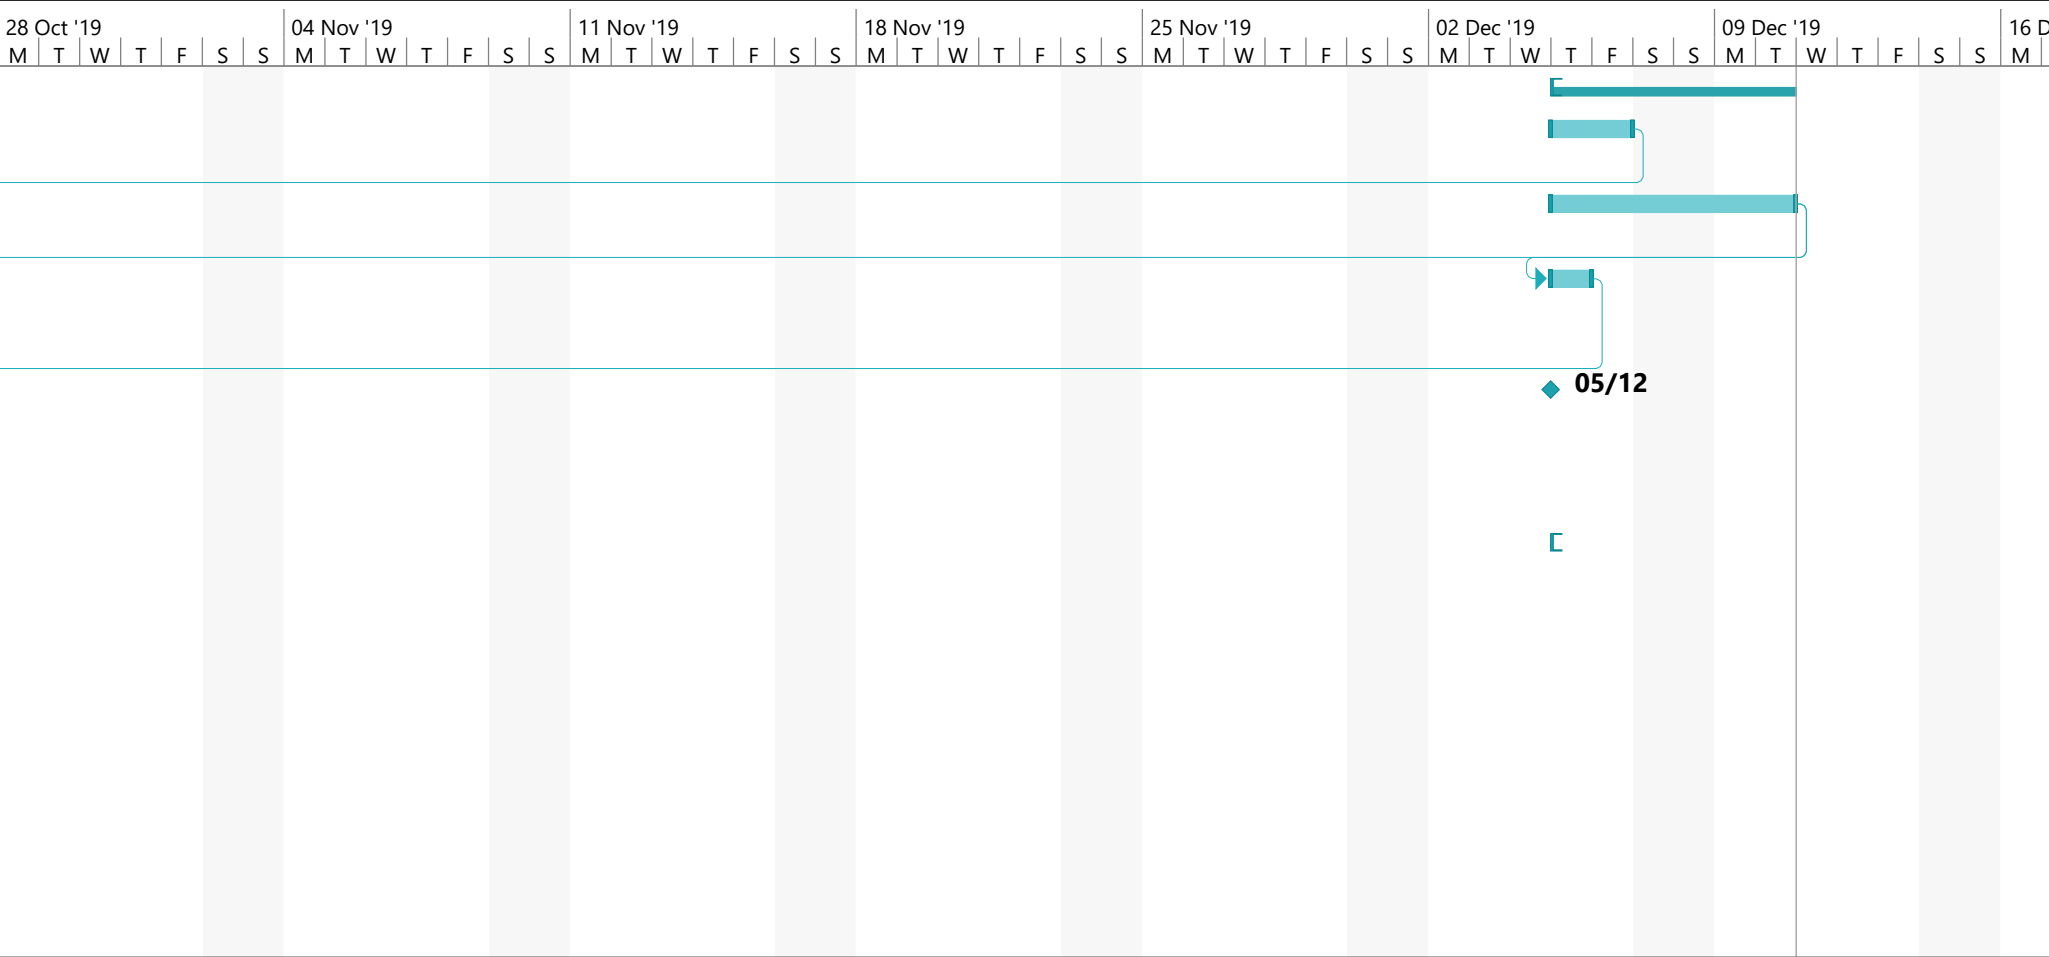 28 Oct '19 04 Nov '19 11 Nov '19 18 Nov '19 25 Nov '19 02 Dec '19 09 Dec '19 16 D
M T W T F S S M T W T F S S M T W T F S S M T W T F S S M T W T F S S M T W T F S S M T W T F S S M
05/12